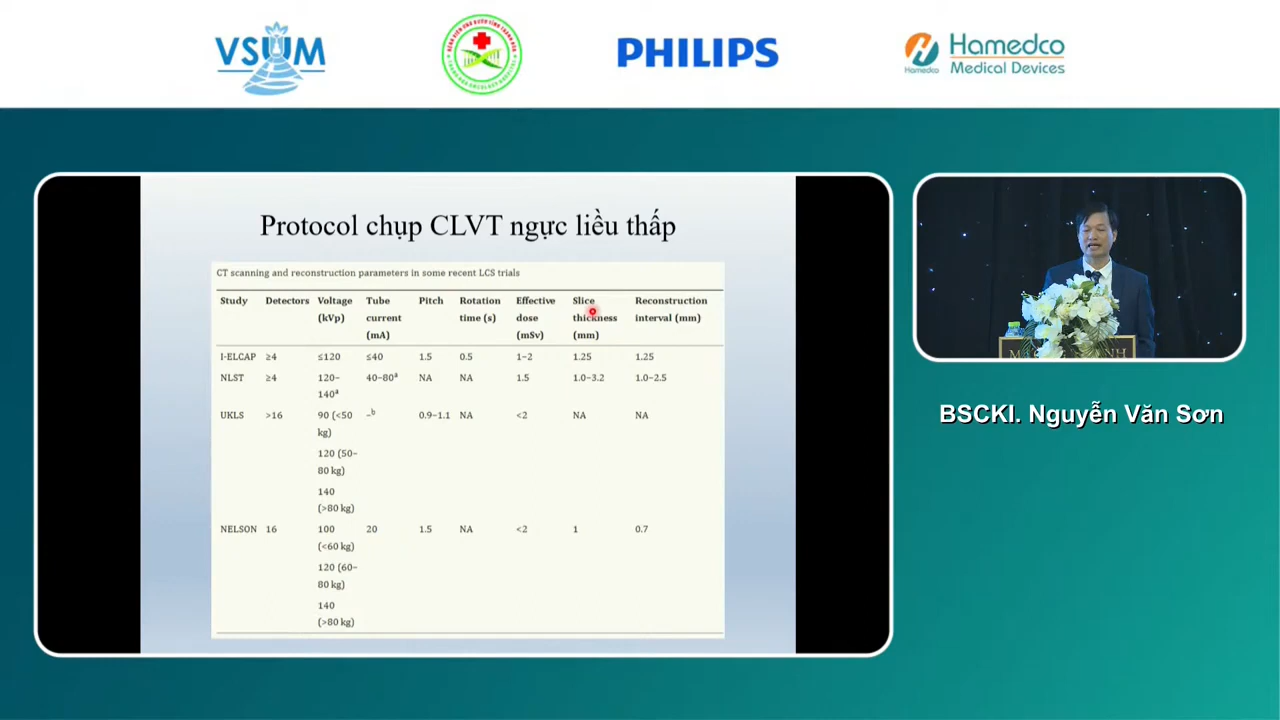 VSUM
PHILIPS
Hamedco
Hamedco
Medical Devices
Protocol chụp CLVT ngực liều thấp
CT scanning and reconstruction parameters in some recent LCS trials
Study Detectors Voltage (kVp) Tube current (mA) Pitch Rotation time (s) Effective dose (mSv) Slice thickness (mm) Reconstruction interval (mm)
I-ELCAP ≥4 ≤120 ≤40 1.5 0.5 1–2 1.25 1.25
NLST ≥4 120–140ª 40–80ª NA NA 1.5 1.0–3.2 1.0–2.5
UKLS >16 90 (<50 kg) –ᵇ 0.9–1.1 NA <2 NA NA
120 (50–80 kg)
140 (>80 kg)
NELSON 16 100 (<60 kg) 20 1.5 NA <2 1 0.7
120 (60–80 kg)
140 (>80 kg)
BSCKI. Nguyễn Văn Sơn